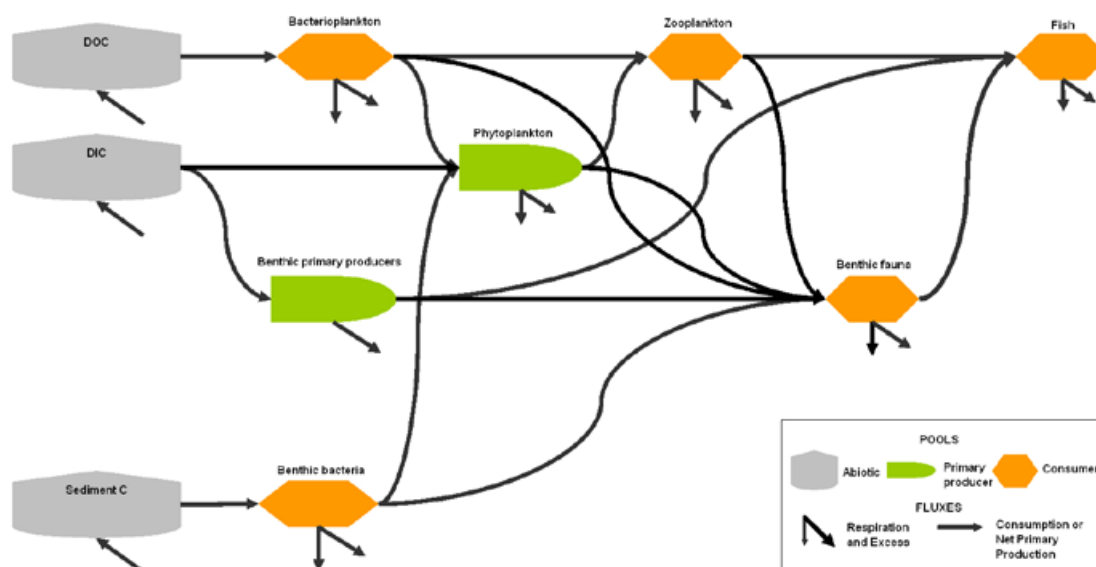 Bacterioplankton
Zooplankton
Fish
DOC
Phytoplankton
DIC
Benthic primary producers
Benthic fauna
Benthic bacteria
Sediment C
POOLS
Abiotic
Primary
producer
Consumer
FLUXES
Respiration
and Excess
Consumption or
Net Primary
Production